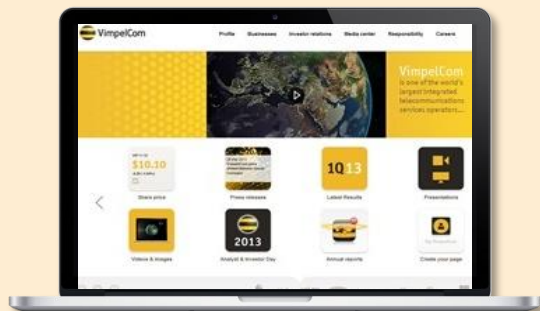 VimpelCom
Profile Businesses Investor relations Media center Responsibility Careers
VimpelCom
is one of the world's
largest integrated
telecommunications
services operators...
$10.10
1Q13
Share price
Press releases
Latest Results
Presentations
2013
Videos & images
Analyst & Investor Day
Annual reports
Create your page